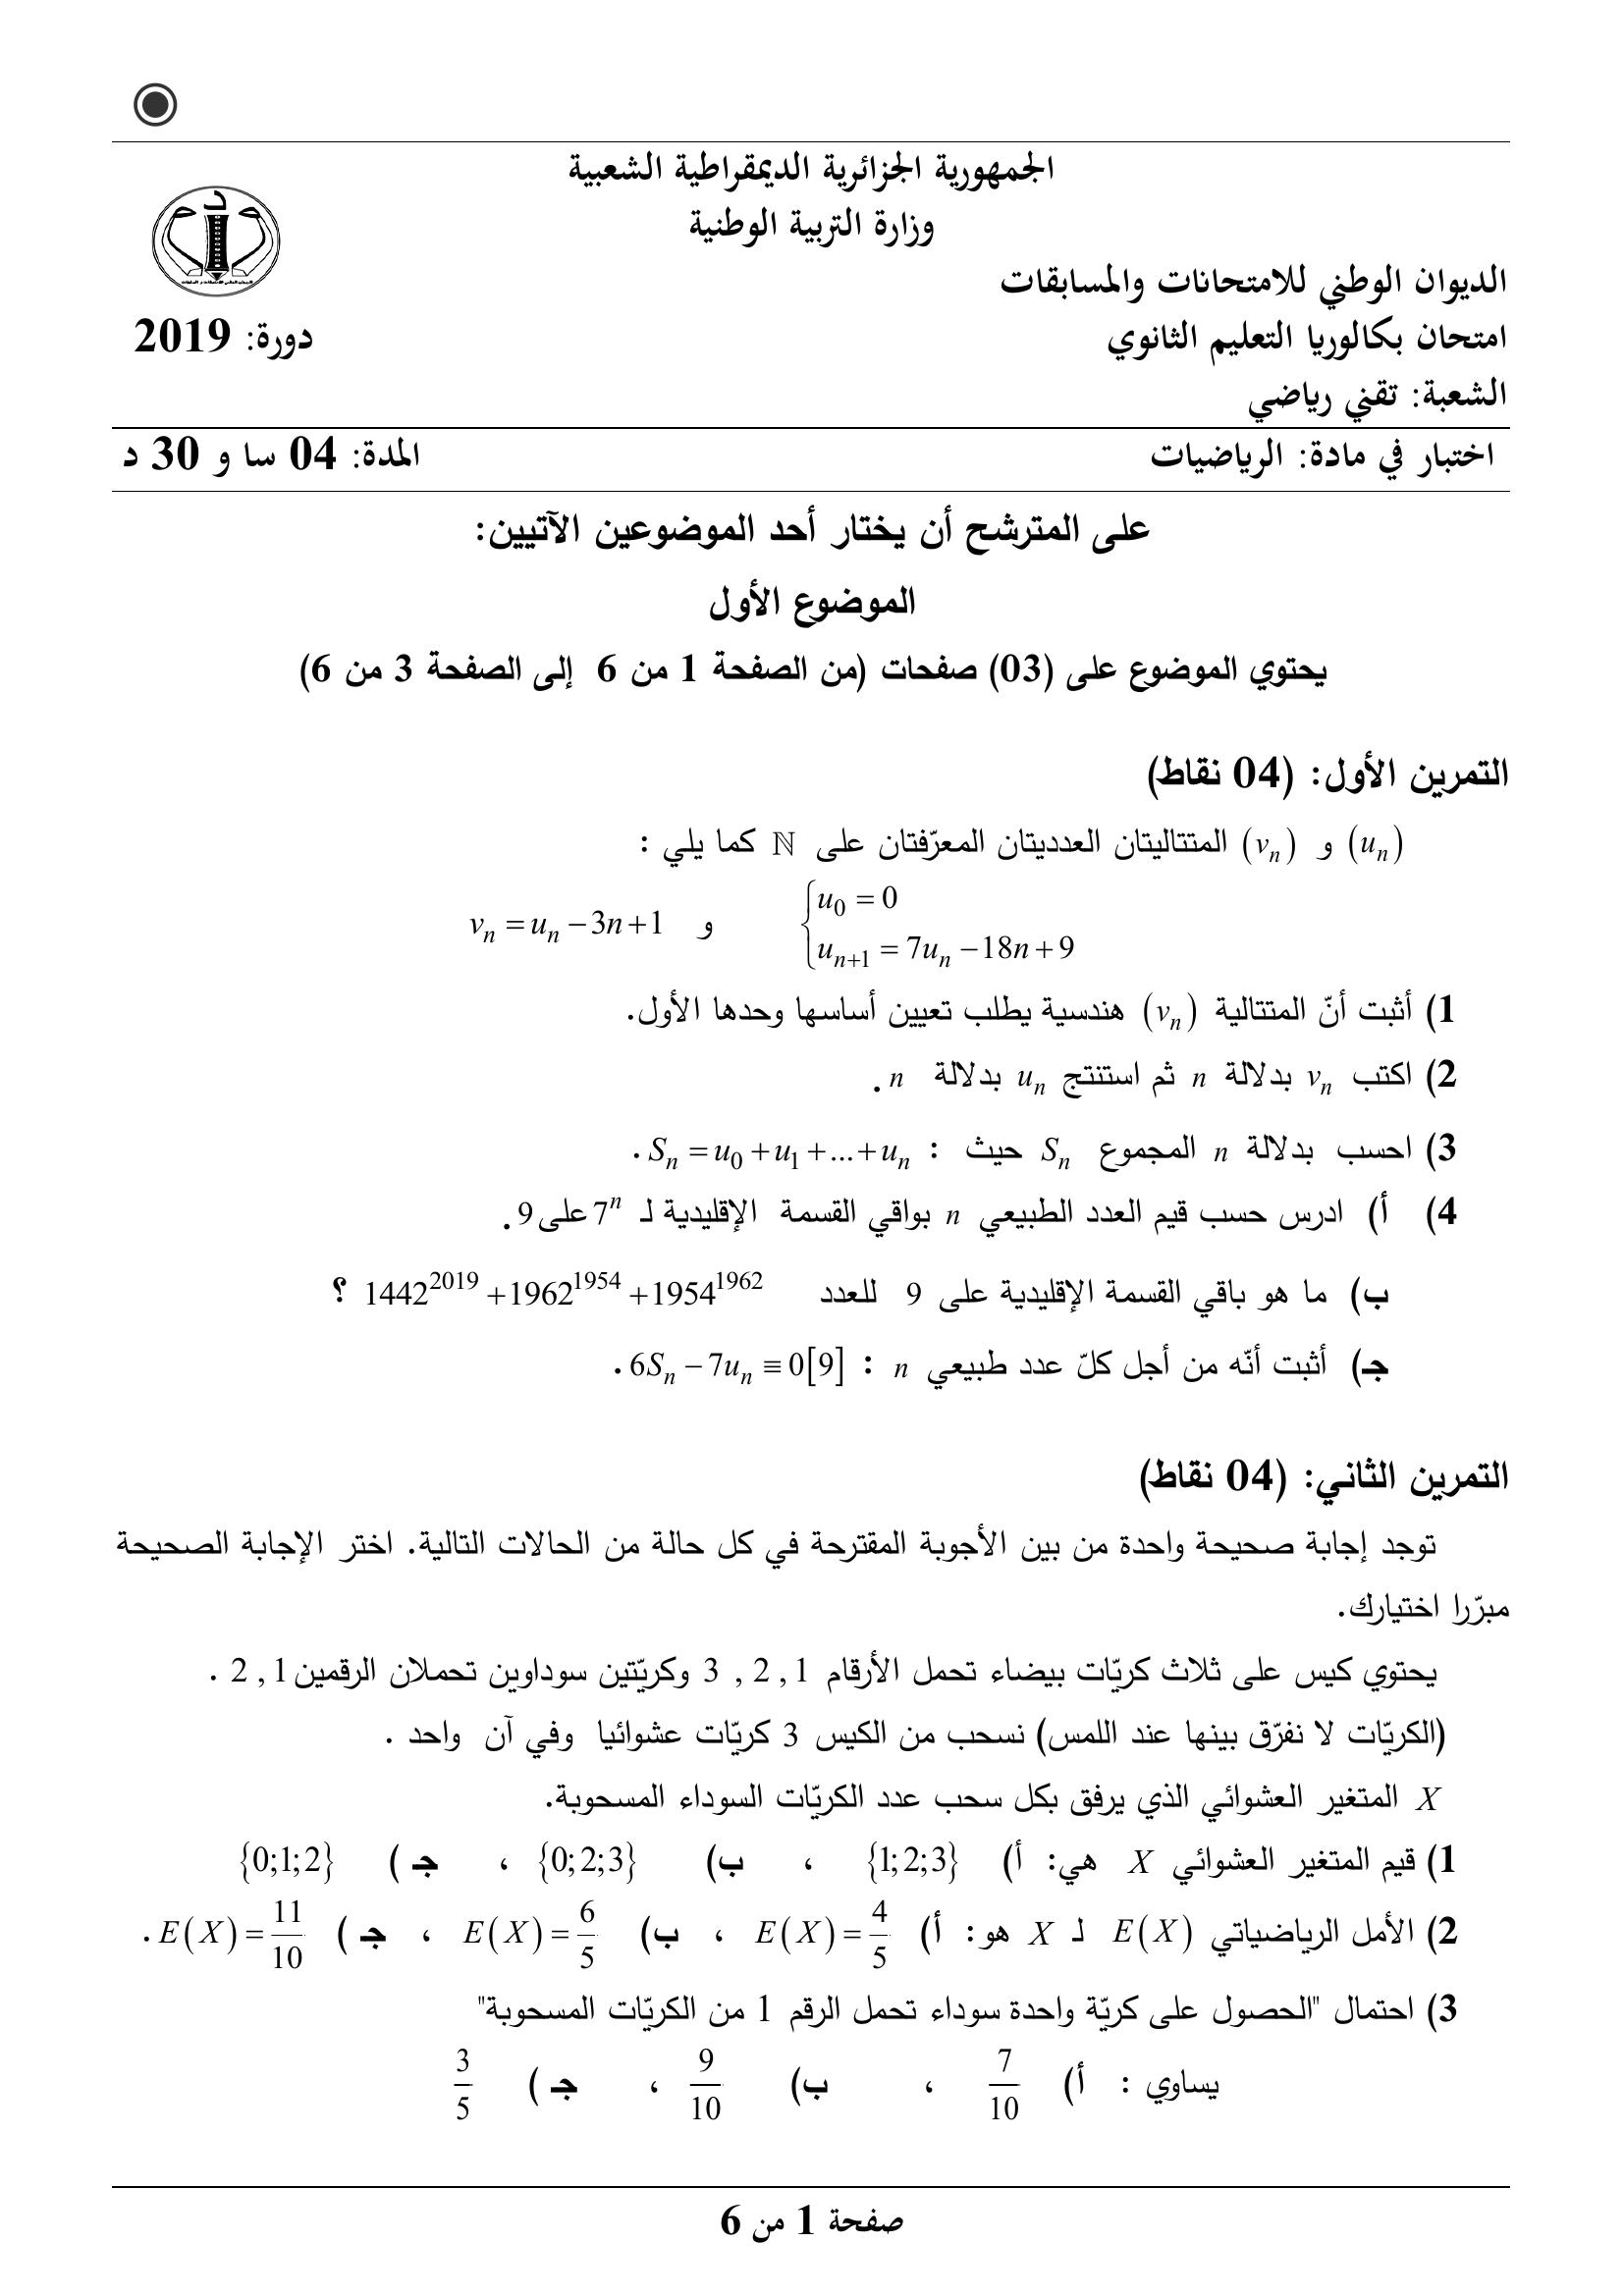 الجمهورية الجزائرية الديمقراطية الشعبية
وزارة التربية الوطنية
الديوان الوطني للامتحانات والمسابقات
امتحان بكالوريا التعليم الثانوي
دورة: 2019
الشعبة: تقني رياضي
اختبار في مادة: الرياضيات المدة: 04 سا و 30 د
على المترشح أن يختار أحد الموضوعين الآتيين:
الموضوع الأول
يحتوي الموضوع على (03) صفحات (من الصفحة 1 من 6 إلى الصفحة 3 من 6)
التمرين الأول: (04 نقاط)
(u_n) و (v_n) المتتاليتان العدديتان المعرّفتان على ℕ كما يلي :
{ u_0 = 0
u_{n+1} = 7u_n − 18n + 9 و v_n = u_n − 3n + 1
1) أثبت أنّ المتتالية (v_n) هندسية يطلب تعيين أساسها وحدها الأول.
2) اكتب v_n بدلالة n ثم استنتج u_n بدلالة n .
3) احسب بدلالة n المجموع S_n حيث : S_n = u_0 + u_1 + ... + u_n .
4) أ) ادرس حسب قيم العدد الطبيعي n بواقي القسمة الإقليدية لـ 7^n على 9 .
ب) ما هو باقي القسمة الإقليدية على 9 للعدد 1442^2019 + 1962^1954 + 1954^1962 ؟
جـ) أثبت أنّه من أجل كلّ عدد طبيعي n : 6S_n − 7u_n ≡ 0[9] .
التمرين الثاني: (04 نقاط)
توجد إجابة صحيحة واحدة من بين الأجوبة المقترحة في كل حالة من الحالات التالية. اختر الإجابة الصحيحة
مبرّرا اختيارك.
يحتوي كيس على ثلاث كريّات بيضاء تحمل الأرقام 1 , 2 , 3 وكريّتين سوداوين تحملان الرقمين 1 , 2 .
(الكريّات لا نفرّق بينها عند اللمس) نسحب من الكيس 3 كريّات عشوائيا وفي آن واحد .
X المتغير العشوائي الذي يرفق بكل سحب عدد الكريّات السوداء المسحوبة.
1) قيم المتغير العشوائي X هي: أ) {1;2;3} ، ب) {0;2;3} ، جـ) {0;1;2}
2) الأمل الرياضياتي E(X) لـ X هو: أ) E(X) = 4/5 ، ب) E(X) = 6/5 ، جـ) E(X) = 11/10 .
3) احتمال "الحصول على كريّة واحدة سوداء تحمل الرقم 1 من الكريّات المسحوبة"
يساوي : أ) 7/10 ، ب) 9/10 ، جـ) 3/5
صفحة 1 من 6